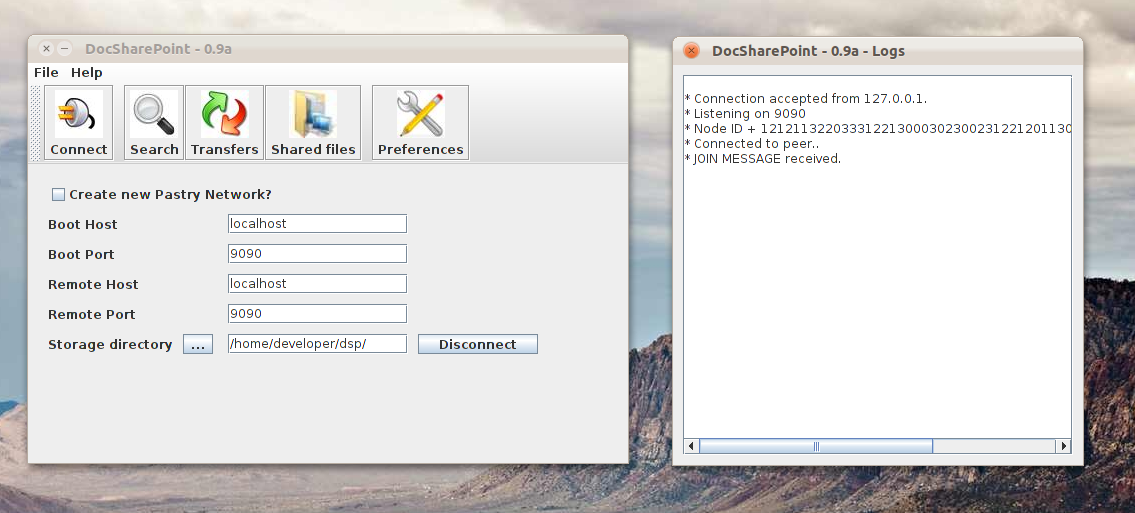 DocSharePoint - 0.9a
File Help
Connect Search Transfers Shared files Preferences
Create new Pastry Network?
Boot Host localhost
Boot Port 9090
Remote Host localhost
Remote Port 9090
Storage directory ... /home/developer/dsp/ Disconnect
DocSharePoint - 0.9a - Logs
* Connection accepted from 127.0.0.1.
* Listening on 9090
* Node ID +
* Connected to peer..
* JOIN MESSAGE received.